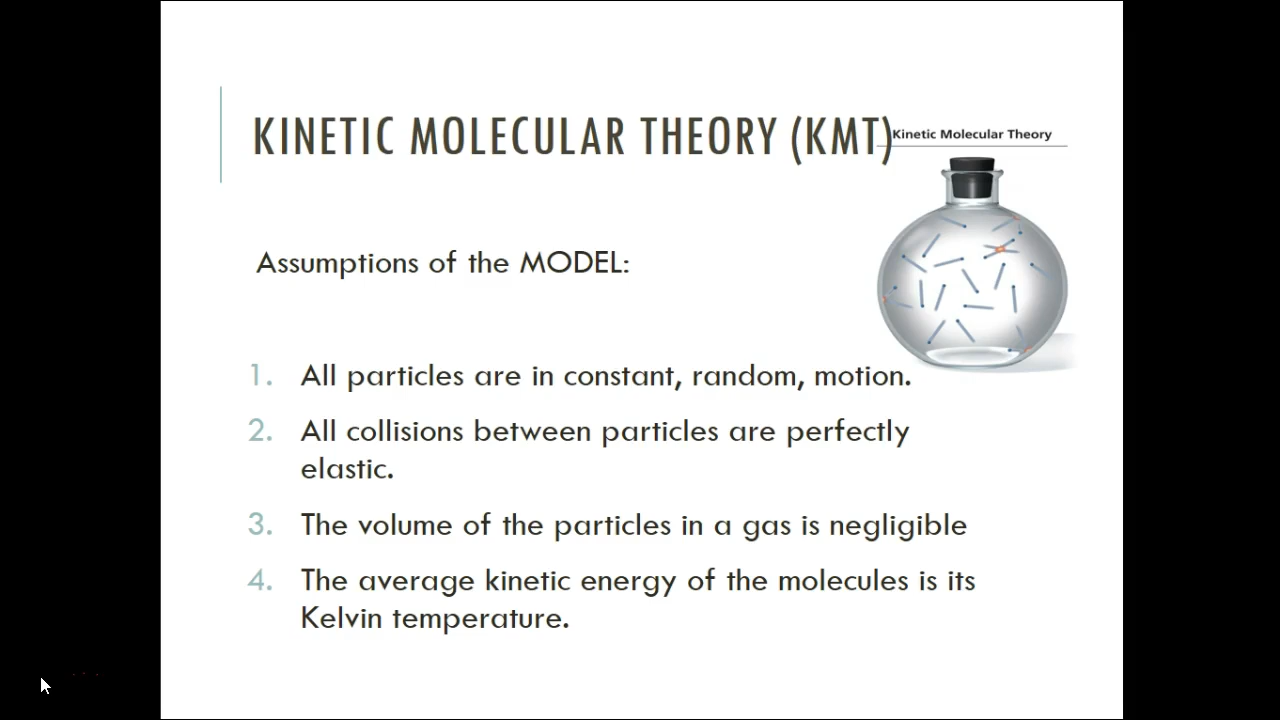 KINETIC MOLECULAR THEORY (KMT)
Kinetic Molecular Theory
Assumptions of the MODEL:
1. All particles are in constant, random, motion.
2. All collisions between particles are perfectly
elastic.
3. The volume of the particles in a gas is negligible
4. The average kinetic energy of the molecules is its
Kelvin temperature.